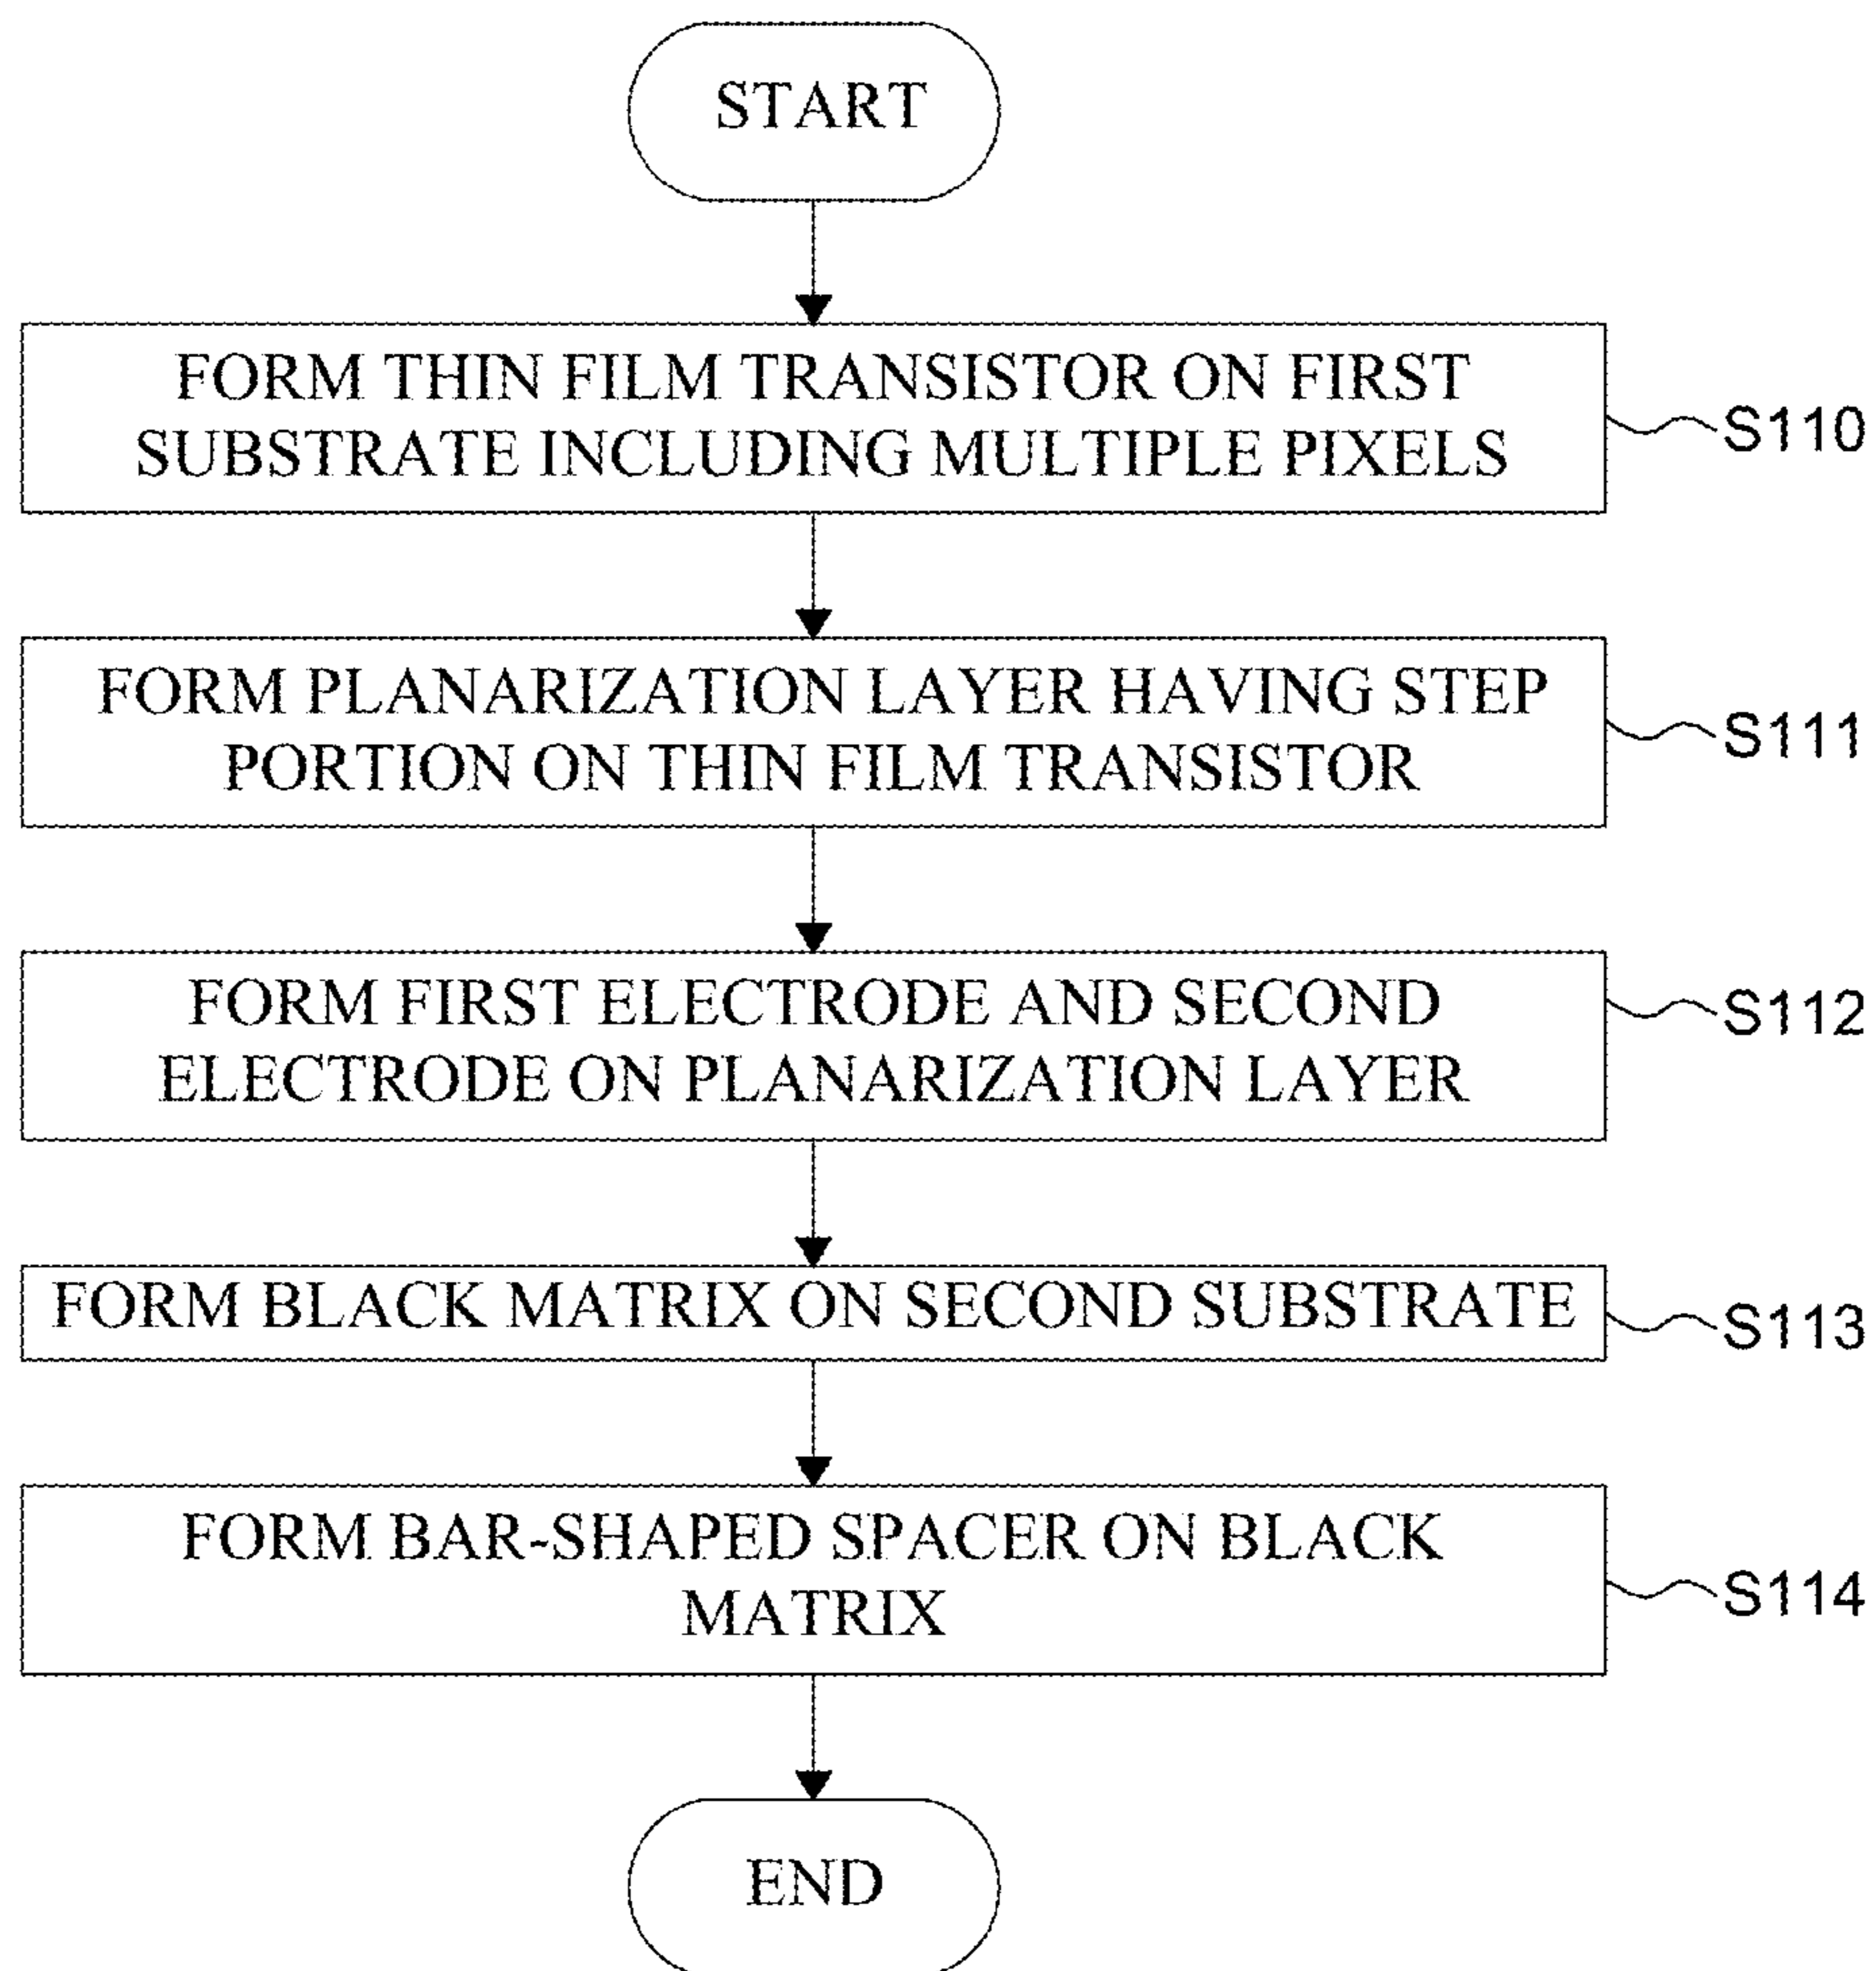 START
FORM THIN FILM TRANSISTOR ON FIRST
SUBSTRATE INCLUDING MULTIPLE PIXELS
S110
FORM PLANARIZATION LAYER HAVING STEP
PORTION ON THIN FILM TRANSISTOR
S111
FORM FIRST ELECTRODE AND SECOND
ELECTRODE ON PLANARIZATION LAYER
S112
FORM BLACK MATRIX ON SECOND SUBSTRATE
S113
FORM BAR-SHAPED SPACER ON BLACK
MATRIX
S114
END